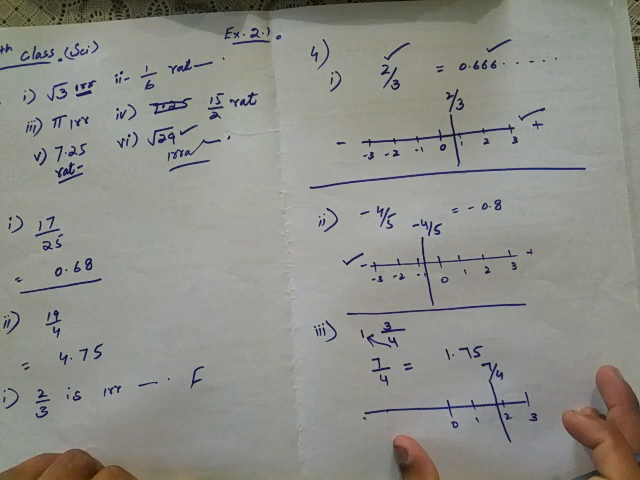 th Class. (Sci) Ex. 2.1.
i) √3 irr ii- 1/6 rat—.
iii) π irr iv) 7.25 15/2 rat
v) 7.25 rat- vi) √29 ✓ irra—.
i) 17/25
= 0.68
ii) 19/4
= 4.75
i) 2/3 is irr —. F
4)
i) 2/3 = 0.666......
2/3
- -3 -2 -1 0 1 2 3 +
ii) -4/5 = -0.8
-4/5
- -3 -2 -1 0 1 2 3 +
iii) 1 3/4
7/4 = 1.75
7/4
0 1 2 3